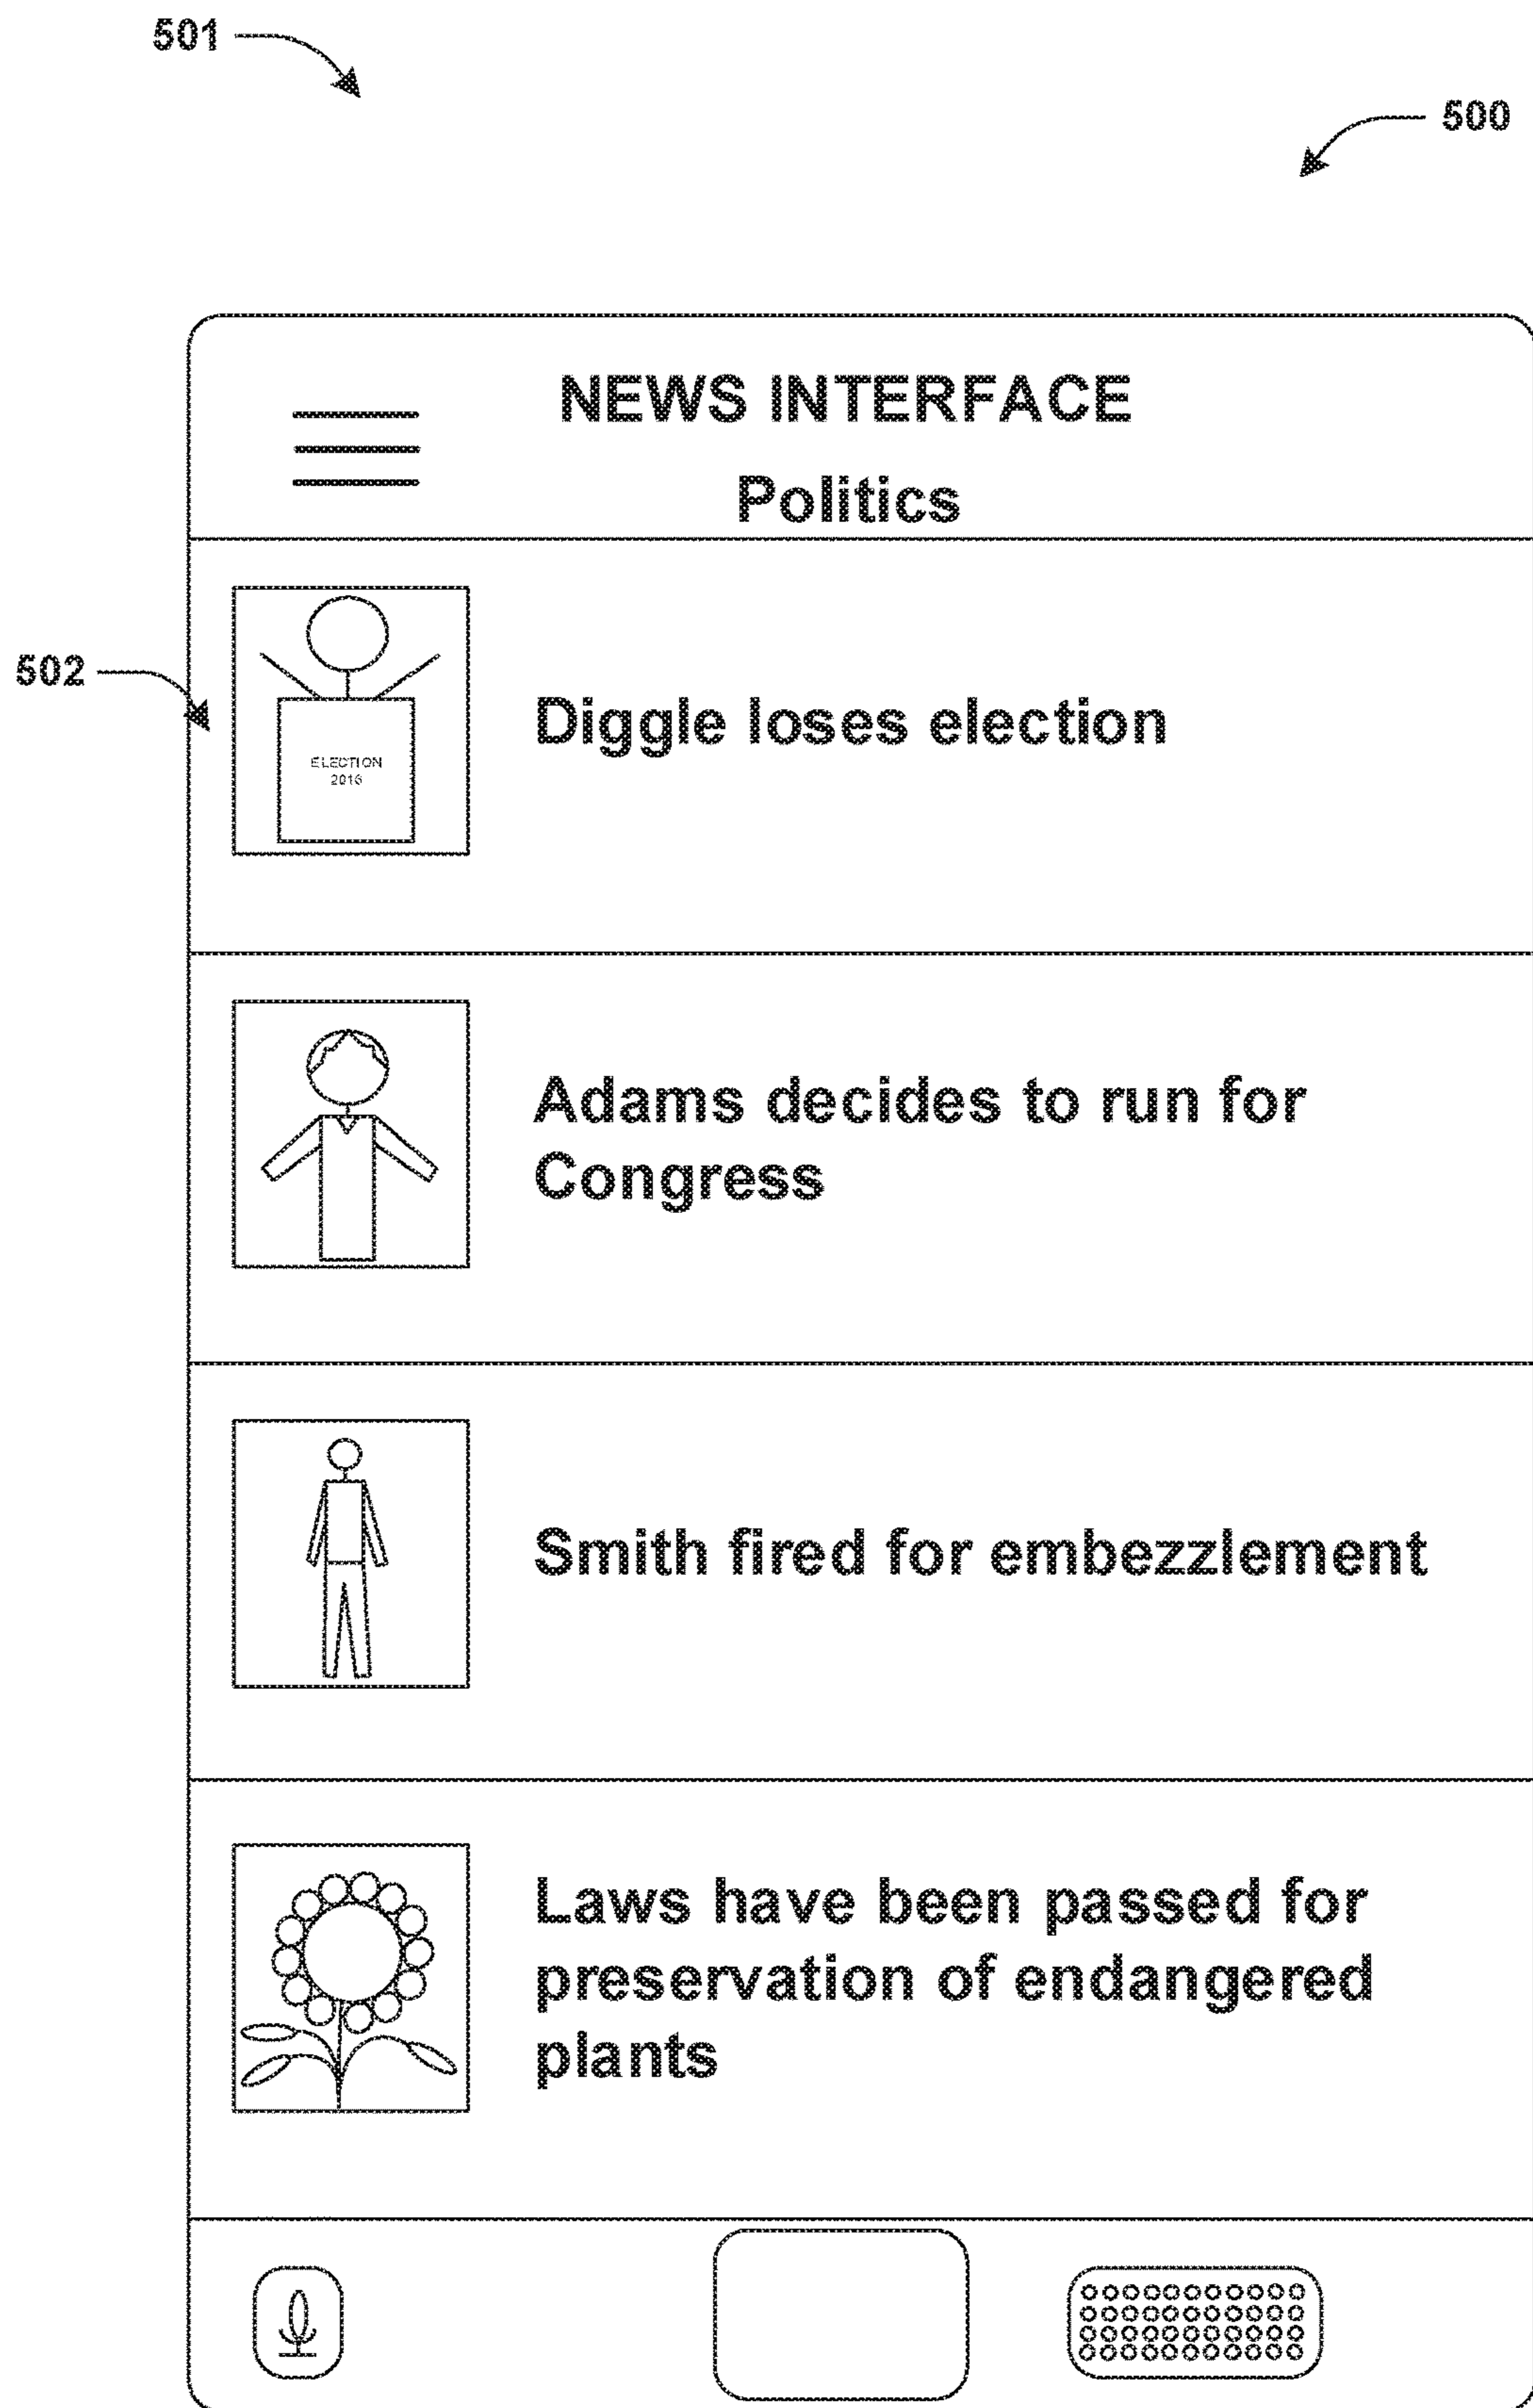 501
500
NEWS INTERFACE
Politics
502
ELECTION
2016
Diggle loses election
Adams decides to run for
Congress
Smith fired for embezzlement
Laws have been passed for
preservation of endangered
plants